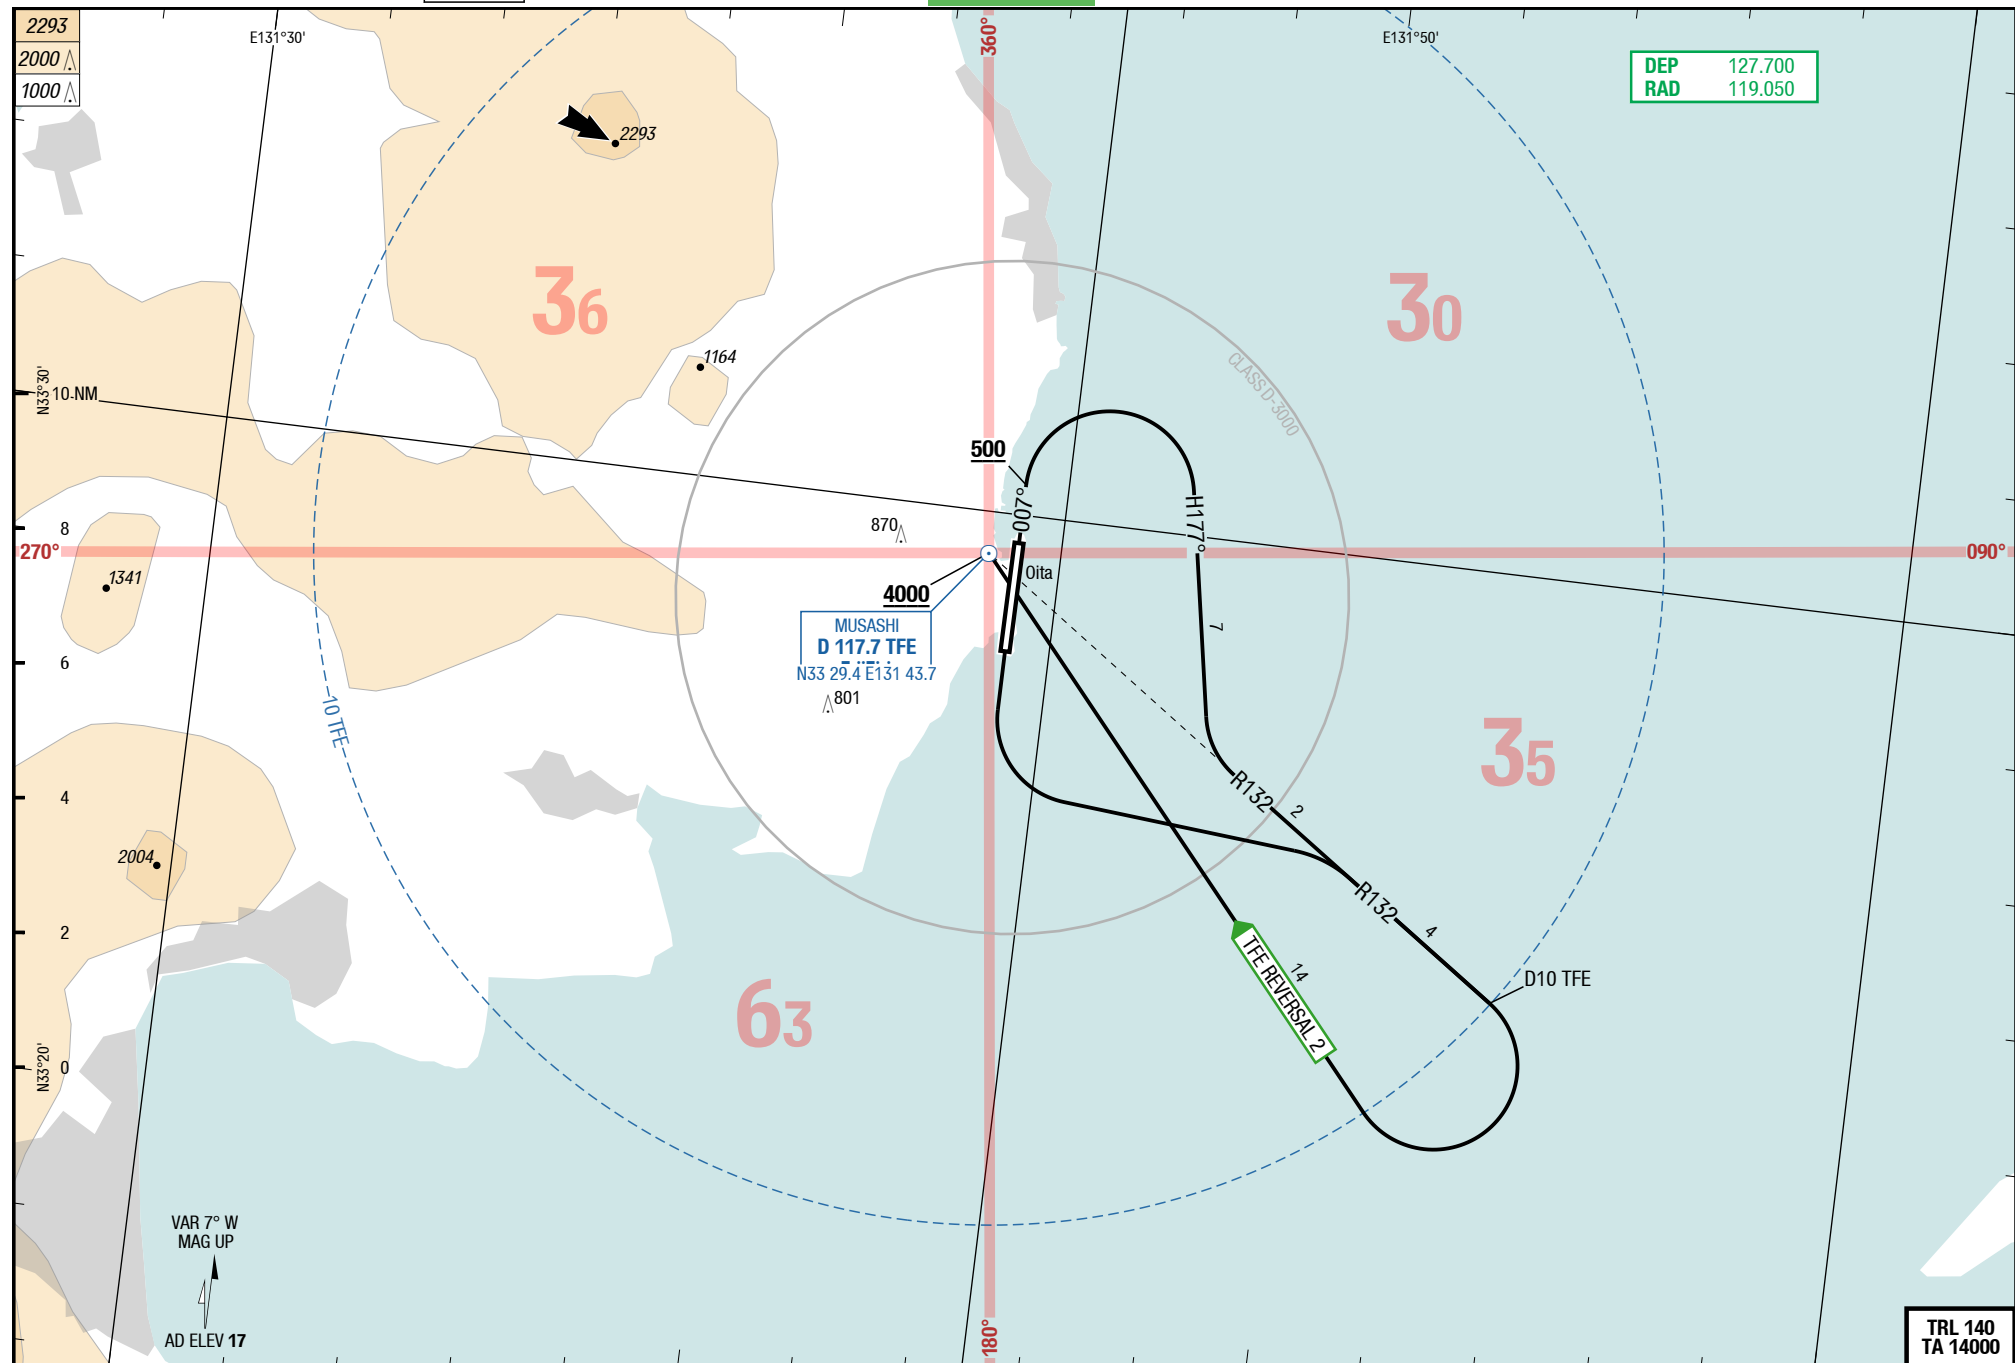 2293
2000
1000
E131°30'
360°
E131°50'
DEP 127.700
RAD 119.050
2293
36
30
1164
CLASS D-3000
N33°30'
10 NM
500
007°
H177°
870
8
270°
090°
Oita
1341
4000
MUSASHI
D 117.7 TFE
N33 29.4 E131 43.7
7
6
801
10 TFE
35
4
R132
2
2004
R132
4
2
TFE REVERSAL 2
14
D10 TFE
63
N33°20'
0
VAR 7° W
MAG UP
AD ELEV 17
180°
TRL 140
TA 14000